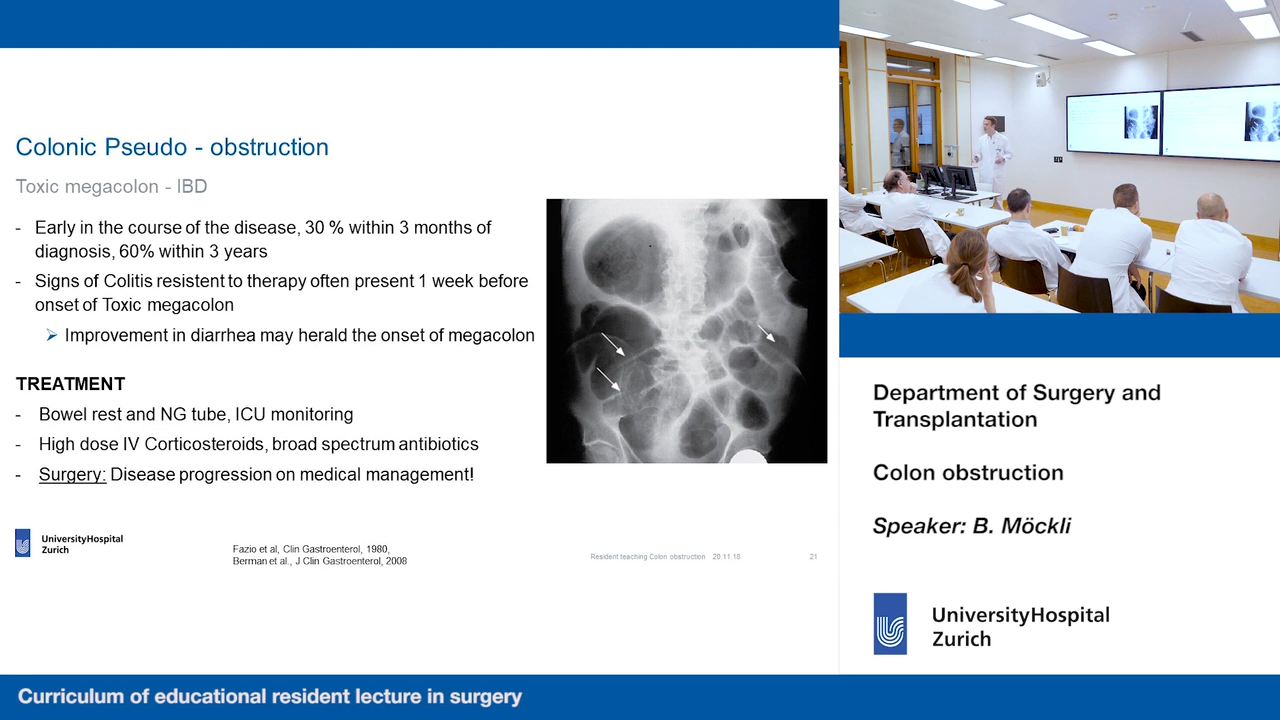 Colonic Pseudo - obstruction
Toxic megacolon - IBD
- Early in the course of the disease, 30 % within 3 months of
diagnosis, 60% within 3 years
- Signs of Colitis resistent to therapy often present 1 week before
onset of Toxic megacolon
Improvement in diarrhea may herald the onset of megacolon
TREATMENT
- Bowel rest and NG tube, ICU monitoring
- High dose IV Corticosteroids, broad spectrum antibiotics
- Surgery: Disease progression on medical management!
UniversityHospital
Zurich
Fazio et al, Clin Gastroenterol, 1980,
Berman et al., J Clin Gastroenterol, 2008
Resident teaching Colon obstruction 20.11.18 21
Department of Surgery and
Transplantation
Colon obstruction
Speaker: B. Möckli
UniversityHospital
Zurich
Curriculum of educational resident lecture in surgery